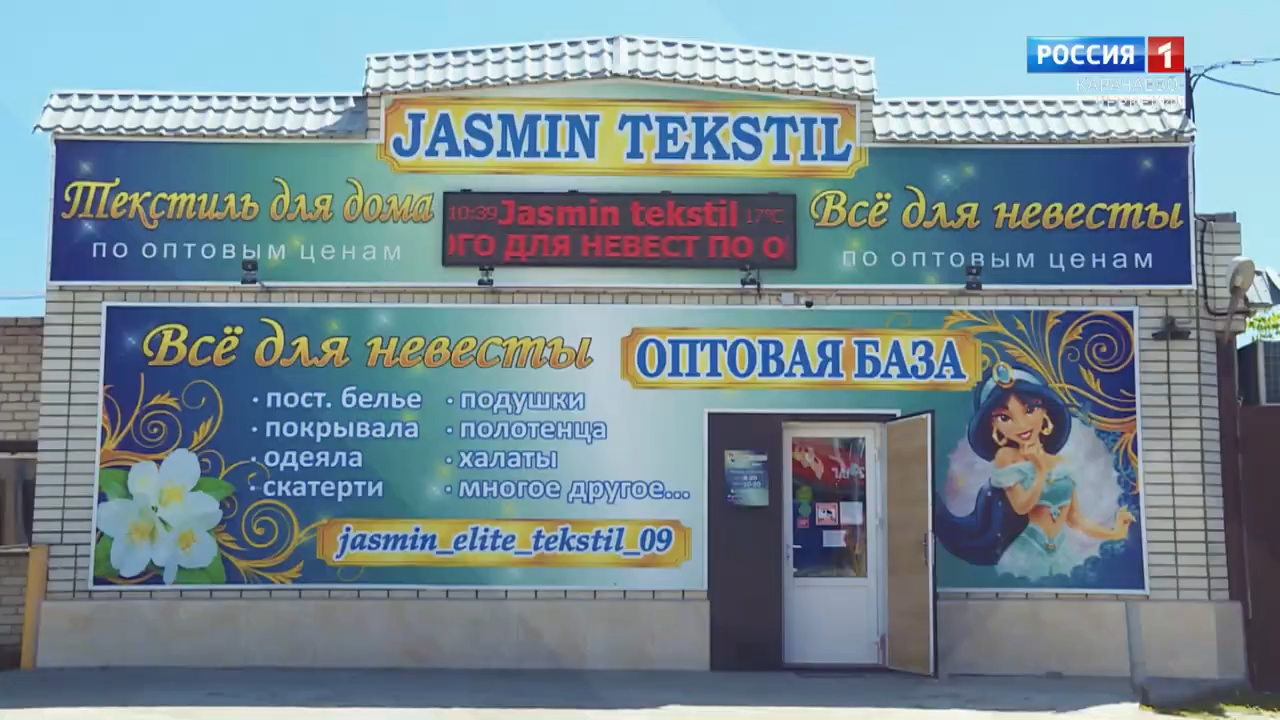 РОССИЯ 1
КАРАЧАЕВО-
ЧЕРКЕСИЯ
JASMIN TEKSTIL
Текстиль для дома
по оптовым ценам
10:39 Jasmin tekstil 17°C
ОГО ДЛЯ НЕВЕСТ ПО О
Всё для невесты
по оптовым ценам
Всё для невесты
ОПТОВАЯ БАЗА
· пост. белье
· покрывала
· одеяла
· скатерти
· подушки
· полотенца
· халаты
· многое другое...
jasmin_elite_tekstil_09